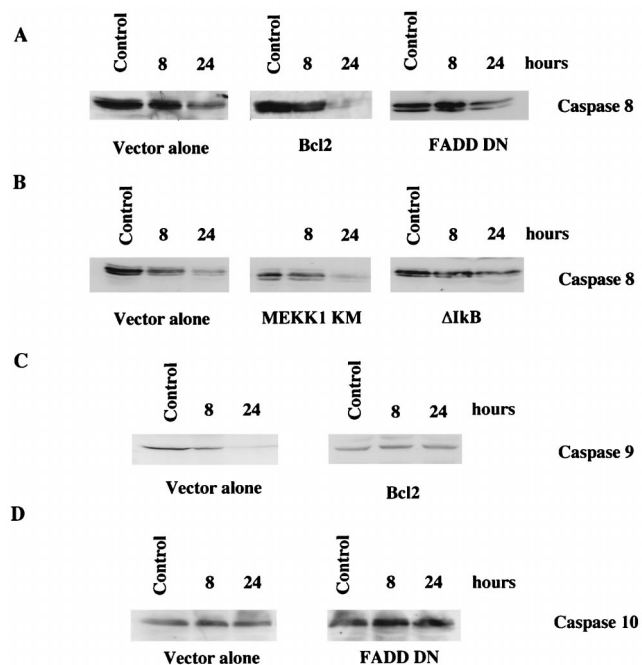 A
Control 8 24 Control 8 24 Control 8 24 hours
Caspase 8
Vector alone Bcl2 FADD DN
B
Control 8 24 8 24 Control 8 24
Caspase 8
Vector alone MEKK1 KM ΔIkB
C
Control 8 24 Control 8 24 hours
Caspase 9
Vector alone Bcl2
D
Control 8 24 Control 8 24 hours
Caspase 10
Vector alone FADD DN